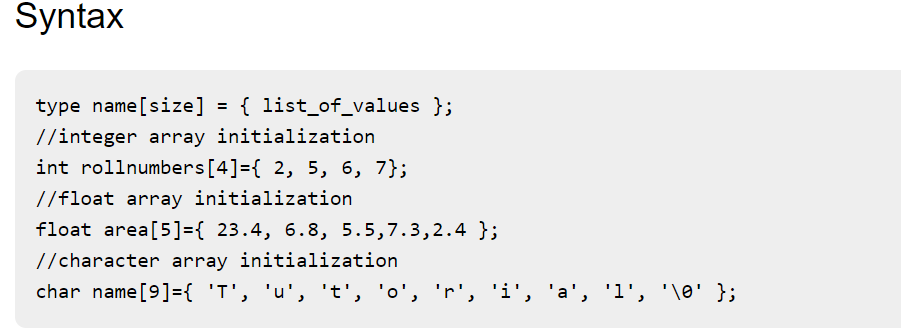 Syntax
type name[size] = { list_of_values };
//integer array initialization
int rollnumbers[4]={ 2, 5, 6, 7};
//float array initialization
float area[5]={ 23.4, 6.8, 5.5,7.3,2.4 };
//character array initialization
char name[9]={ 'T', 'u', 't', 'o', 'r', 'i', 'a', 'l', '\0' };